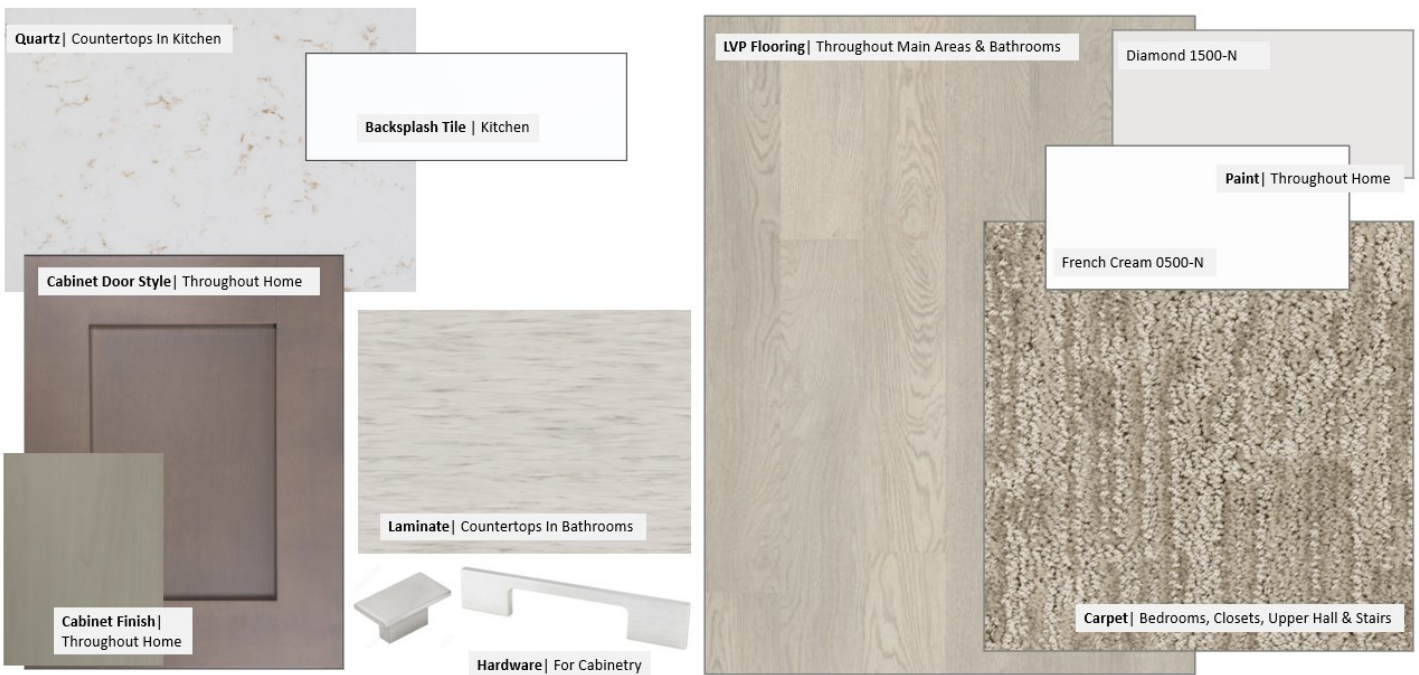 Quartz| Countertops In Kitchen
Backsplash Tile | Kitchen
Cabinet Door Style| Throughout Home
Laminate| Countertops In Bathrooms
Cabinet Finish|
Throughout Home
Hardware| For Cabinetry
LVP Flooring| Throughout Main Areas & Bathrooms
Diamond 1500-N
Paint| Throughout Home
French Cream 0500-N
Carpet| Bedrooms, Closets, Upper Hall & Stairs